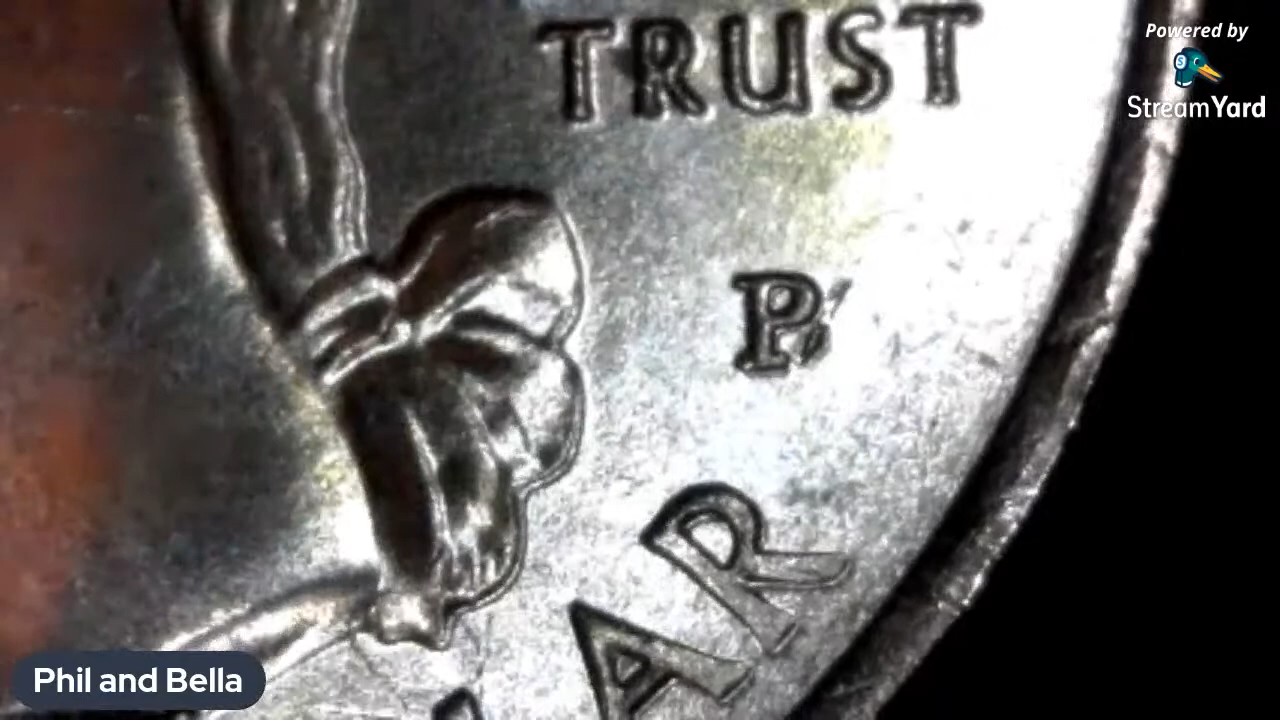 TRUST
P
AR
Powered by
StreamYard
Phil and Bella